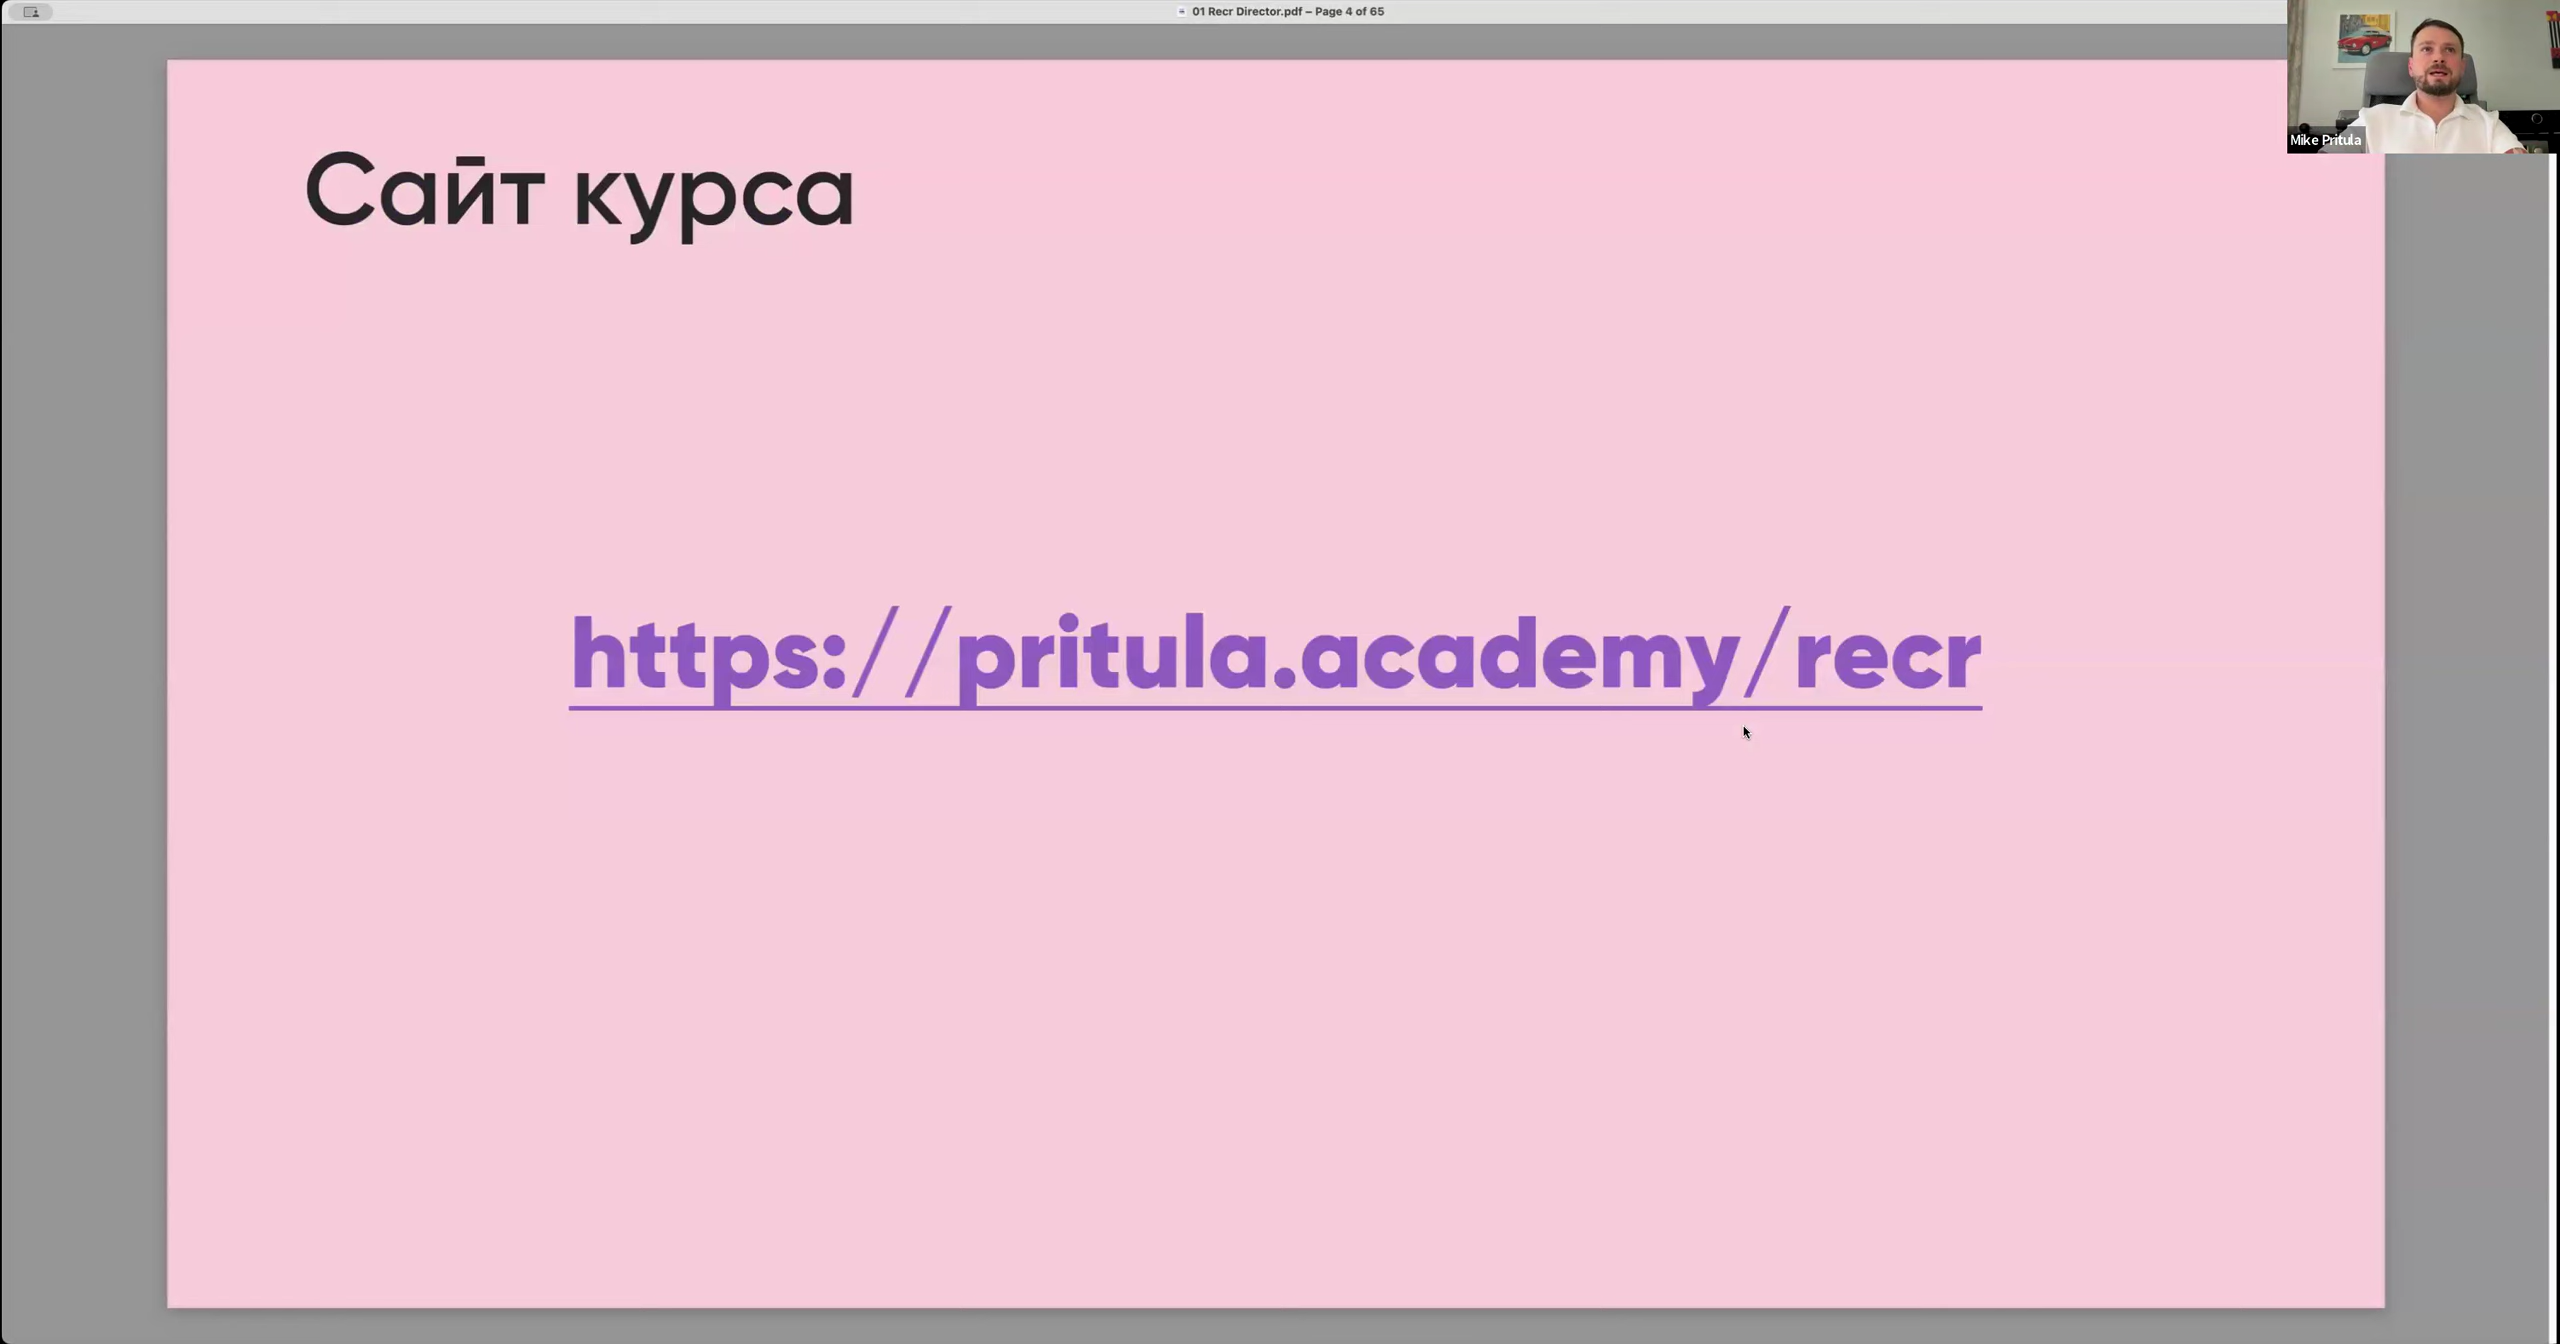 01 Recr Director.pdf – Page 4 of 65
Mike Pritula
Сайт курса
https://pritula.academy/recr